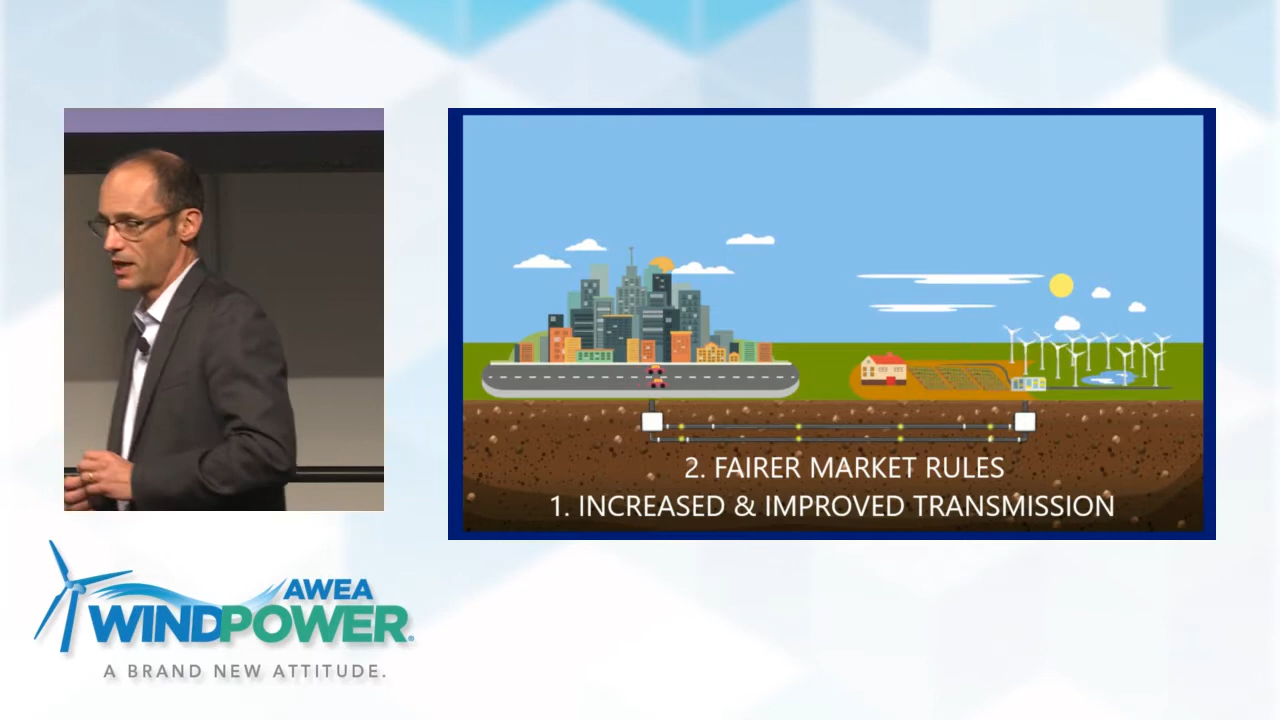 2. FAIRER MARKET RULES
1. INCREASED & IMPROVED TRANSMISSION
AWEA
WINDPOWER®
A BRAND NEW ATTITUDE.